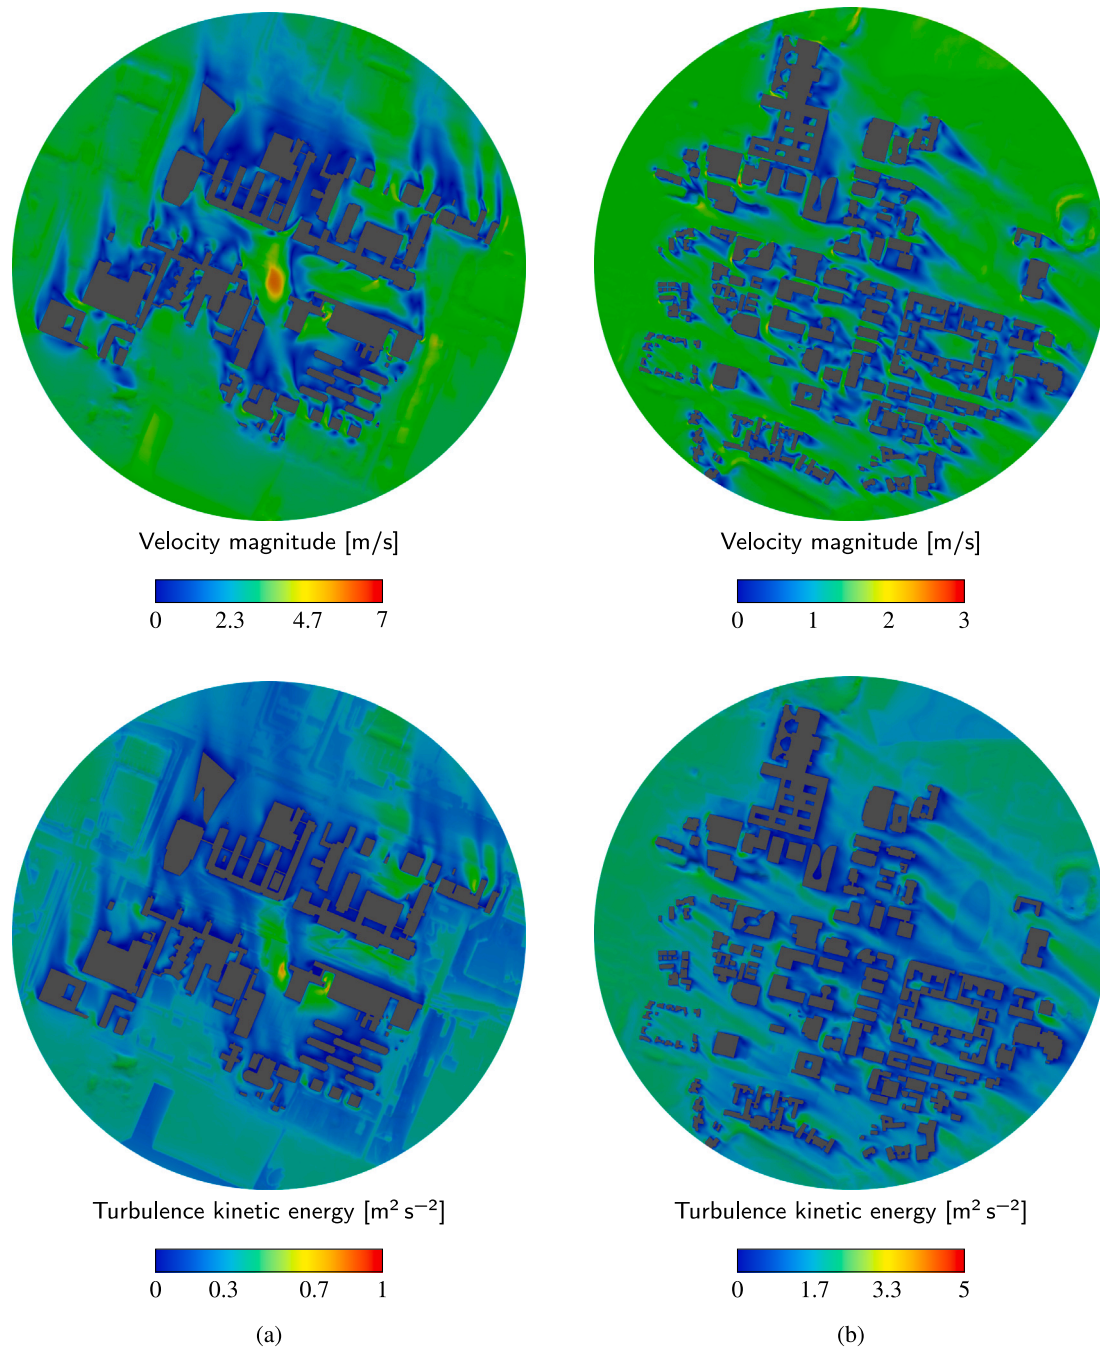 Velocity magnitude [m/s]
0 2.3 4.7 7
Velocity magnitude [m/s]
0 1 2 3
Turbulence kinetic energy [m² s⁻²]
0 0.3 0.7 1
(a)
Turbulence kinetic energy [m² s⁻²]
0 1.7 3.3 5
(b)